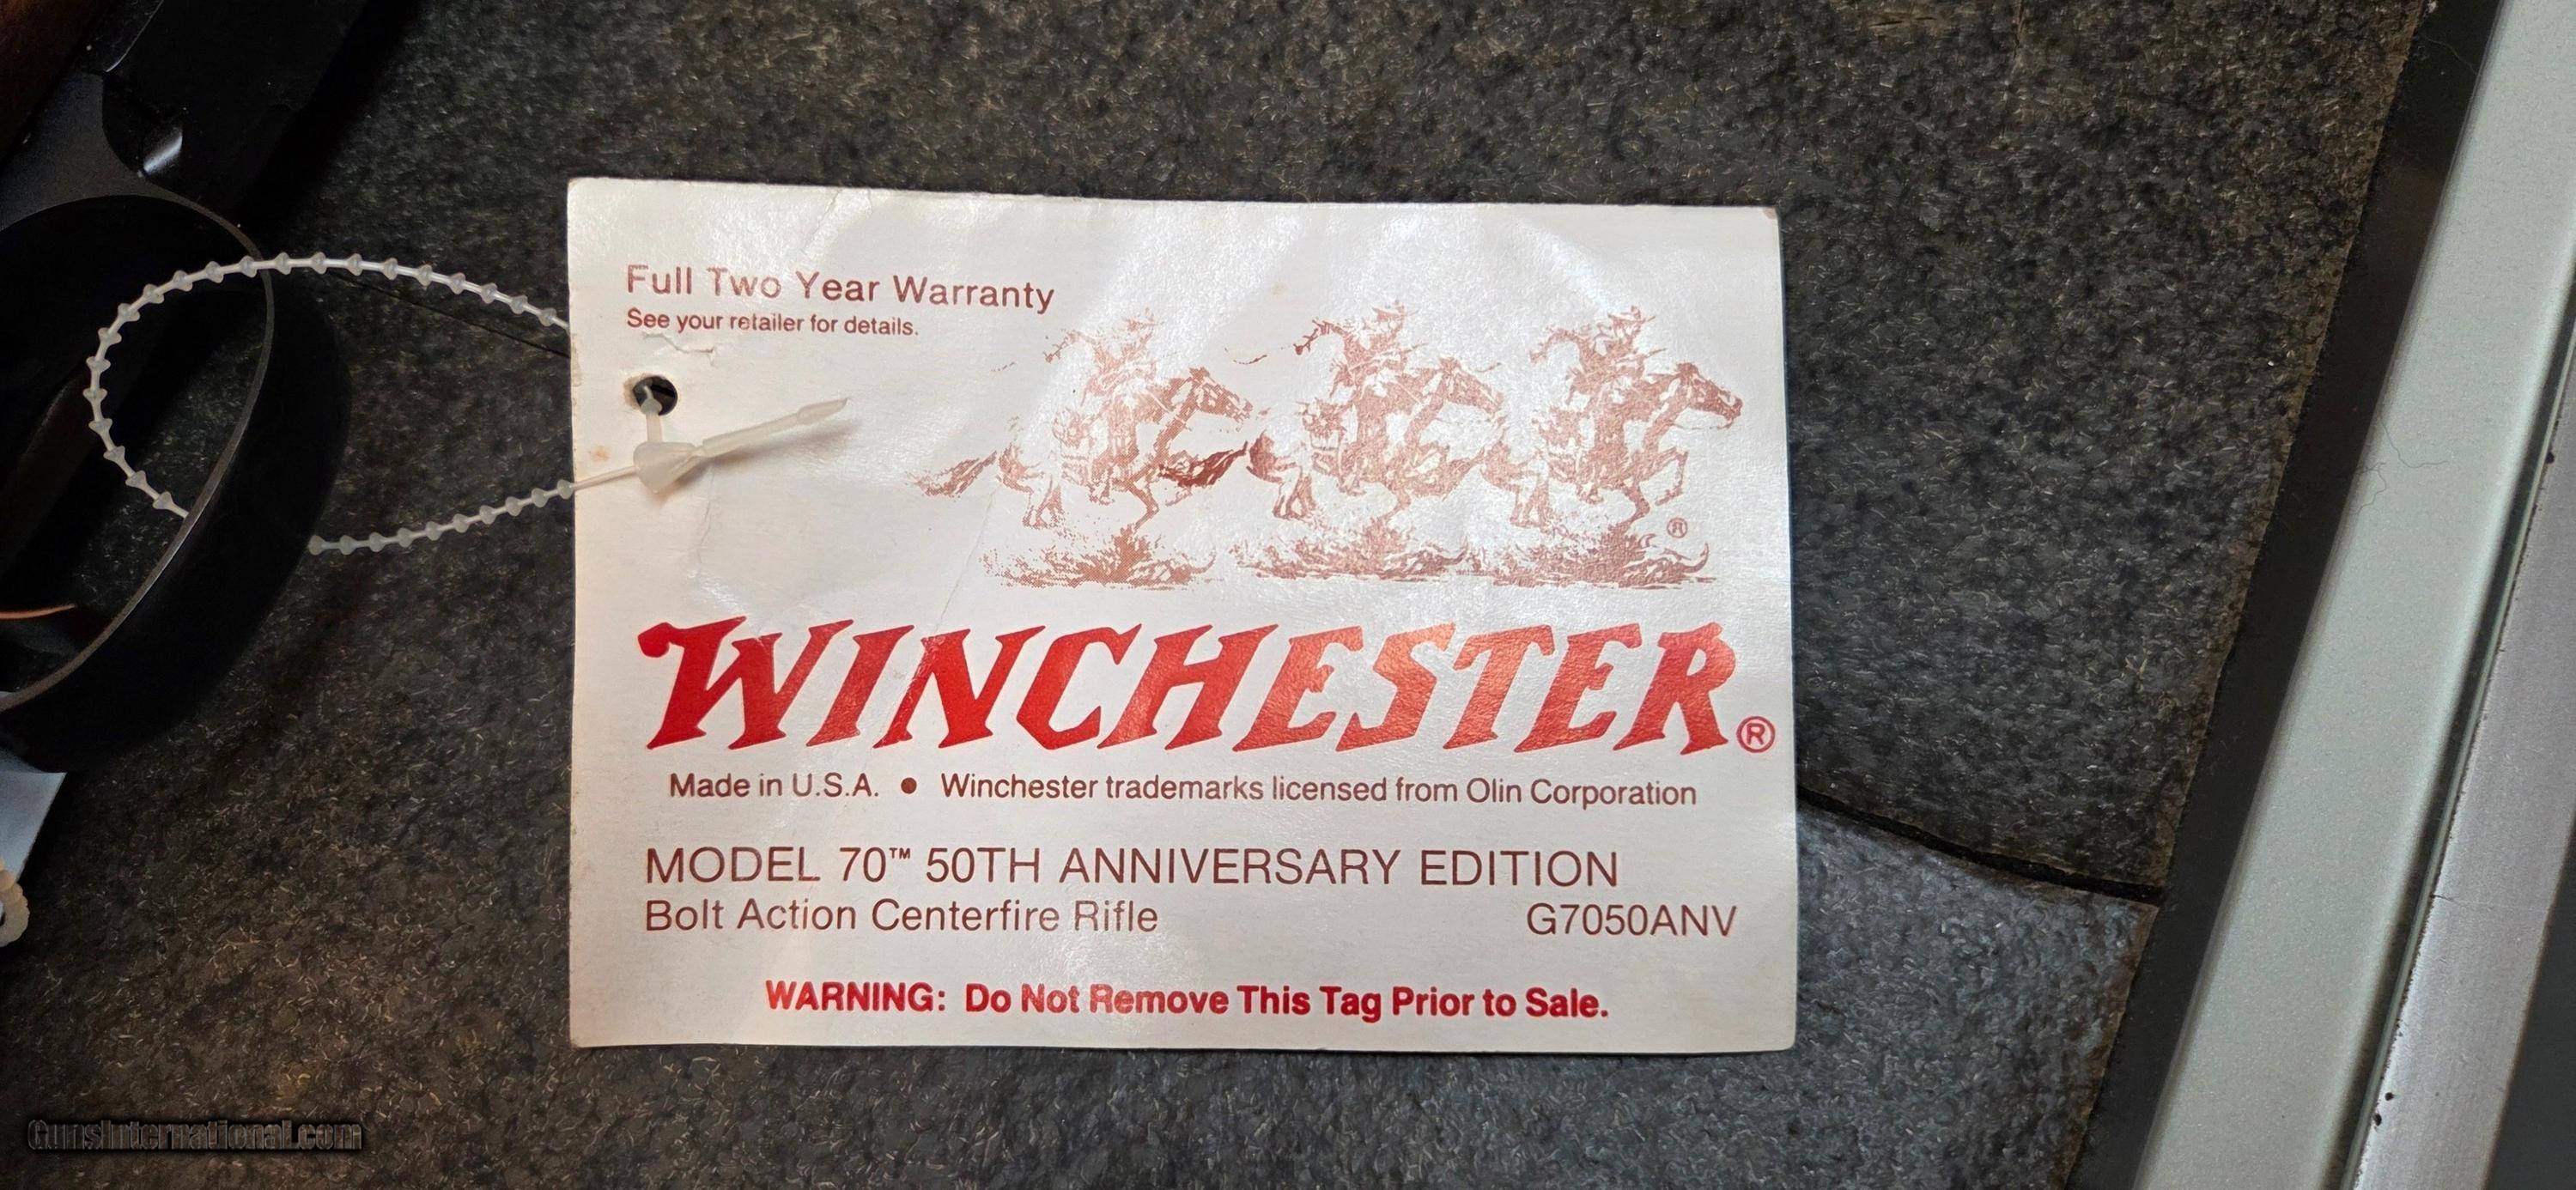 Full Two Year Warranty
See your retailer for details.
®
WINCHESTER®
Made in U.S.A. • Winchester trademarks licensed from Olin Corporation
MODEL 70™ 50TH ANNIVERSARY EDITION
Bolt Action Centerfire Rifle G7050ANV
WARNING: Do Not Remove This Tag Prior to Sale.
GunsInternational.com